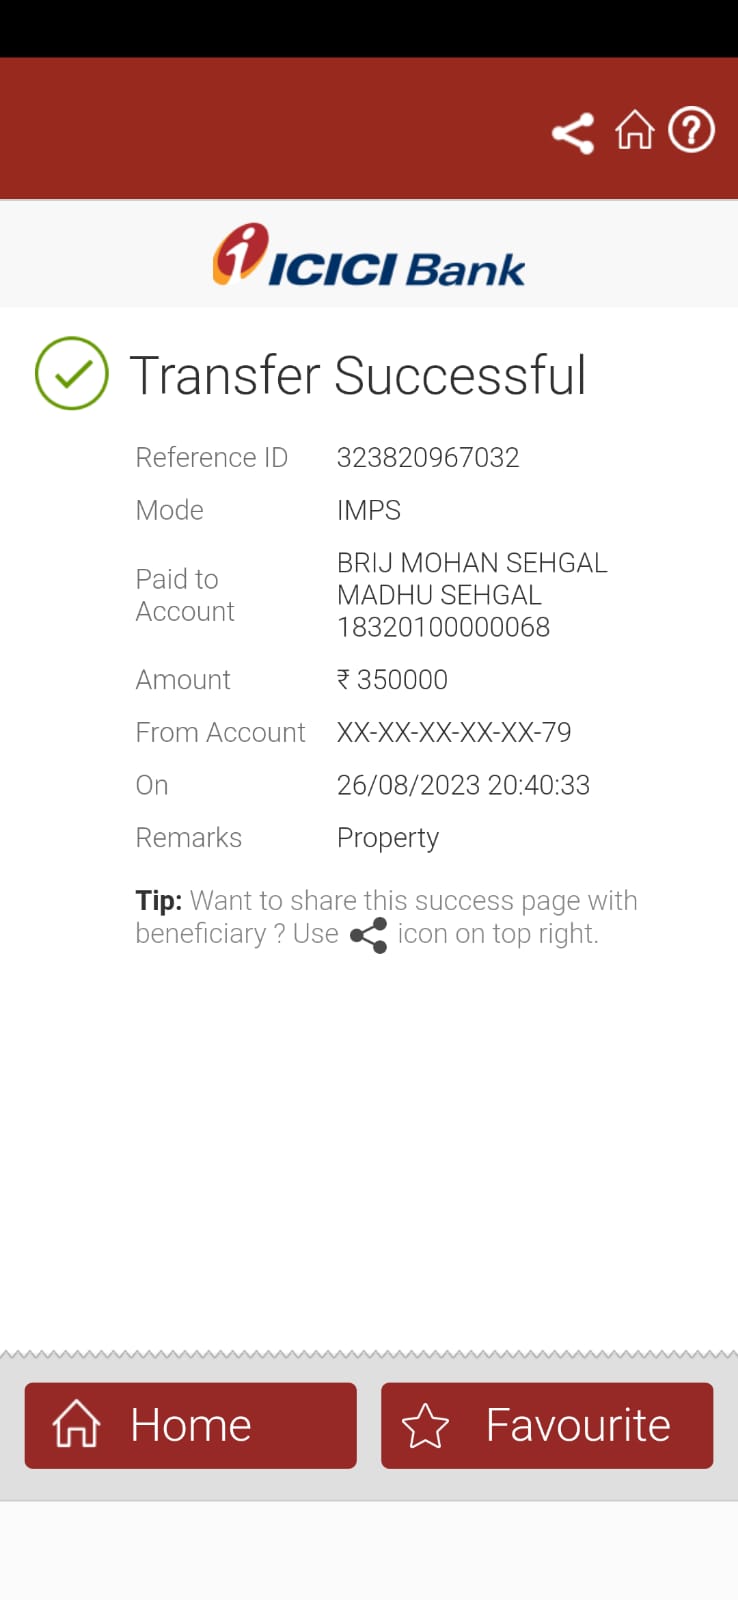 ICICI Bank
Transfer Successful
Reference ID 323820967032
Mode IMPS
Paid to Account BRIJ MOHAN SEHGAL
MADHU SEHGAL
18320100000068
Amount ₹ 350000
From Account XX-XX-XX-XX-XX-79
On 26/08/2023 20:40:33
Remarks Property
Tip: Want to share this success page with
beneficiary ? Use icon on top right.
Home Favourite